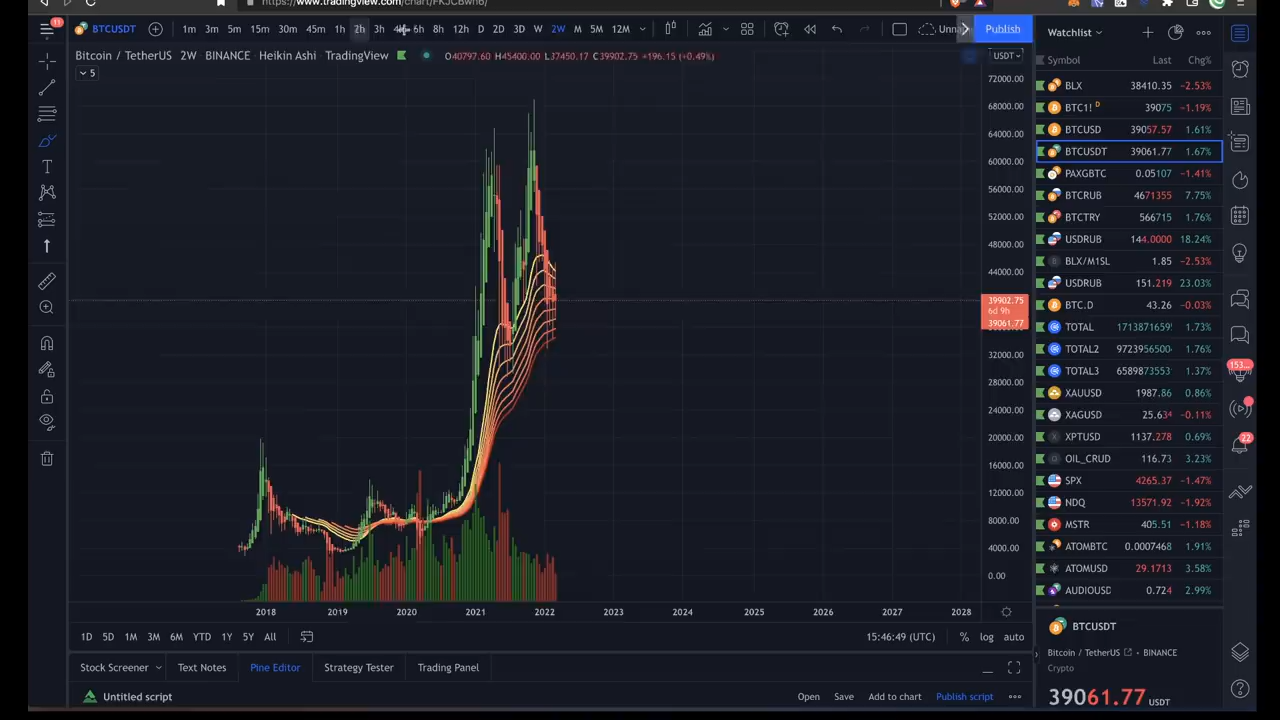 https://www.tradingview.com/chart/FKJCBwh6/
11 BTCUSDT 1m 3m 5m 15m 30m 45m 1h 2h 3h 4h 6h 8h 12h D 2D 3D W 2W M 5M 12M Unna Publish
Bitcoin / TetherUS 2W BINANCE Heikin Ashi TradingView O40797.60 H45400.00 L37450.17 C39902.75 +196.15 (+0.49%) USDT
5
72000.00
68000.00
64000.00
60000.00
56000.00
52000.00
48000.00
44000.00
39902.75
6d 9h
39061.77
32000.00
28000.00
24000.00
20000.00
16000.00
12000.00
8000.00
4000.00
0.00
2018 2019 2020 2021 2022 2023 2024 2025 2026 2027 2028
1D 5D 1M 3M 6M YTD 1Y 5Y All 15:46:49 (UTC) % log auto
Stock Screener Text Notes Pine Editor Strategy Tester Trading Panel
Untitled script Open Save Add to chart Publish script
Watchlist
Symbol Last Chg%
BLX 38410.35 −2.53%
BTC1! D 39075 −1.19%
BTCUSD 39057.57 1.61%
BTCUSDT 39061.77 1.67%
PAXGBTC 0.05107 −1.41%
BTCRUB 4671355 7.75%
BTCTRY 566715 1.76%
USDRUB 144.0000 18.24%
BLX/M1SL 1.85 −2.53%
USDRUB 151.219 23.03%
BTC.D 43.26 −0.03%
TOTAL 1713871659 1.73%
TOTAL2 9723956500 1.76%
TOTAL3 6589873553 1.37%
XAUUSD 1987.86 0.86%
XAGUSD 25.634 −0.11%
XPTUSD 1137.278 0.69%
OIL_CRUD 116.73 3.23%
SPX 4265.37 −1.47%
NDQ 13571.92 −1.92%
MSTR 405.51 −1.18%
ATOMBTC 0.0007468 1.91%
ATOMUSD 29.1713 3.58%
AUDIOUSD 0.724 2.99%
BTCUSDT
Bitcoin / TetherUS • BINANCE
Crypto
39061.77 USDT
153...
22